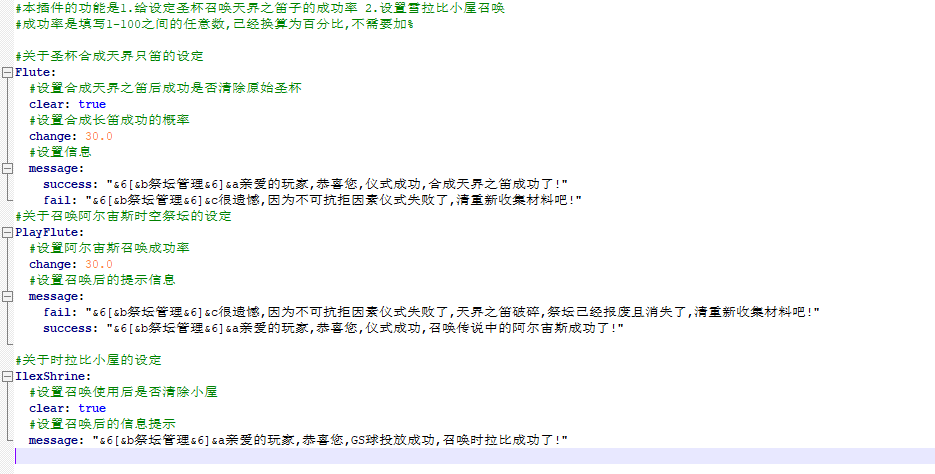 #本插件的功能是1.给设定圣杯召唤天界之笛子的成功率 2.设置雪拉比小屋召唤
#成功率是填写1-100之间的任意数,已经换算为百分比,不需要加%
#关于圣杯合成天界只笛的设定
Flute:
#设置合成天界之笛后成功是否清除原始圣杯
clear: true
#设置合成长笛成功的概率
change: 30.0
#设置信息
message:
success: "&6[&b祭坛管理&6]&a亲爱的玩家,恭喜您,仪式成功,合成天界之笛成功了!"
fail: "&6[&b祭坛管理&6]&c很遗憾,因为不可抗拒因素仪式失败了,清重新收集材料吧!"
#关于召唤阿尔宙斯时空祭坛的设定
PlayFlute:
#设置阿尔宙斯召唤成功率
change: 30.0
#设置召唤后的提示信息
message:
fail: "&6[&b祭坛管理&6]&c很遗憾,因为不可抗拒因素仪式失败了,天界之笛破碎,祭坛已经报废且消失了,清重新收集材料吧!"
success: "&6[&b祭坛管理&6]&a亲爱的玩家,恭喜您,仪式成功,召唤传说中的阿尔宙斯成功了!"
#关于时拉比小屋的设定
IlexShrine:
#设置召唤使用后是否清除小屋
clear: true
#设置召唤后的信息提示
message: "&6[&b祭坛管理&6]&a亲爱的玩家,恭喜您,GS球投放成功,召唤时拉比成功了!"